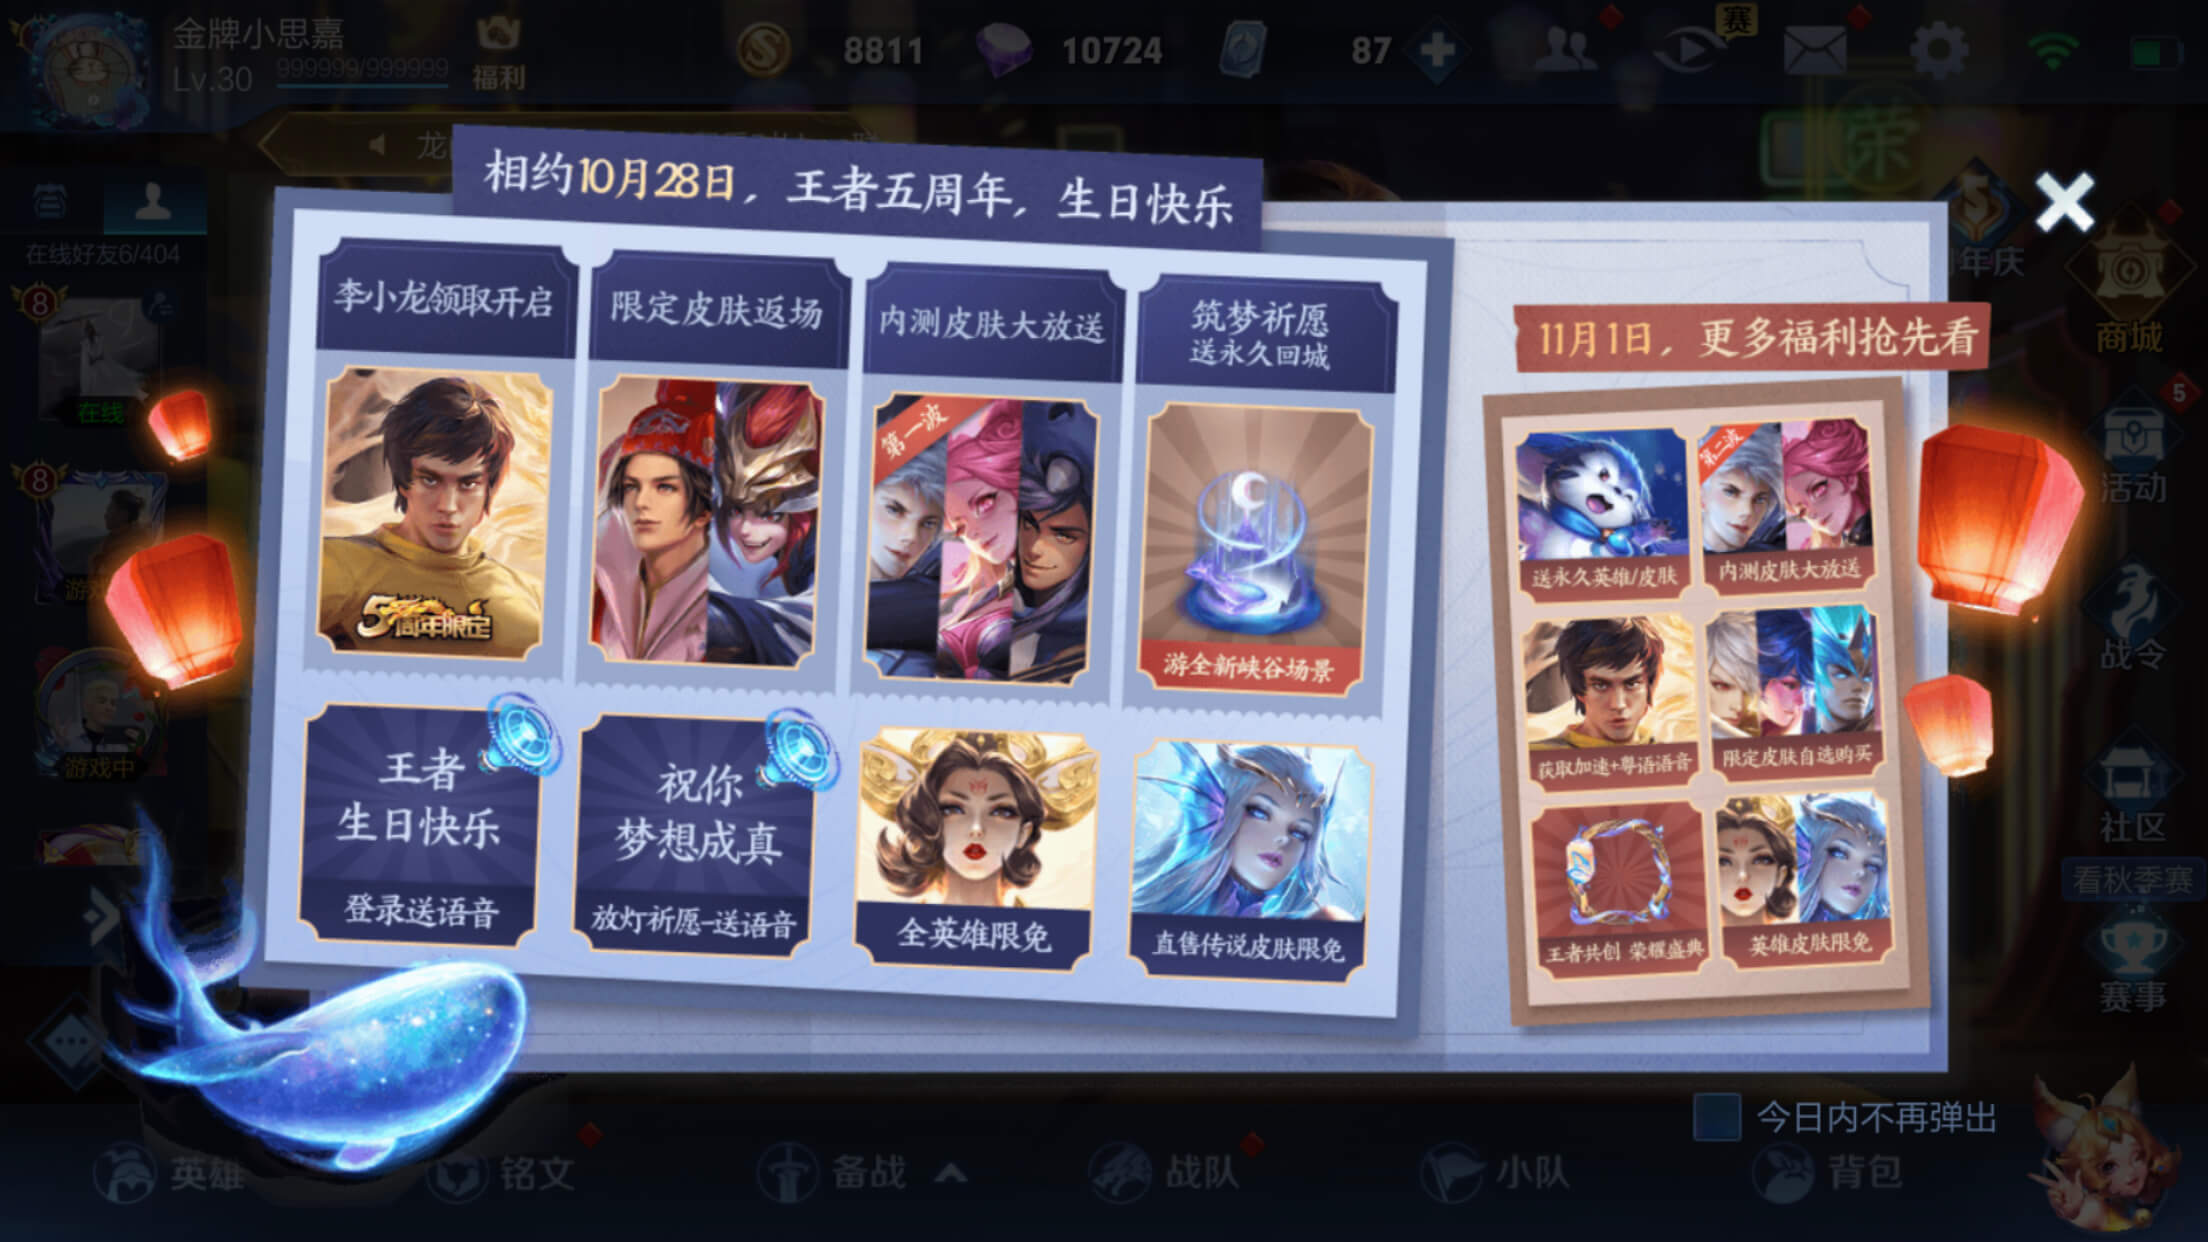 金牌小思嘉
Lv.30
999999/999999
福利
8811
10724
87
赛
龙
荣
相约10月28日，王者五周年，生日快乐
李小龙领取开启
限定皮肤返场
内测皮肤大放送
筑梦祈愿
送永久回城
5周年限定
第一波
游全新峡谷场景
王者
生日快乐
登录送语音
祝你
梦想成真
放灯祈愿-送语音
全英雄限免
直售传说皮肤限免
11月1日，更多福利抢先看
送永久英雄/皮肤
第二波
内测皮肤大放送
获取加速+粤语语音
限定皮肤自选购买
王者共创 荣耀盛典
英雄皮肤限免
在线好友6/404
8
在线
8
游戏中
5
年庆
商城
5
活动
战令
社区
看秋季赛
赛事
今日内不再弹出
英雄
铭文
备战
战队
小队
背包